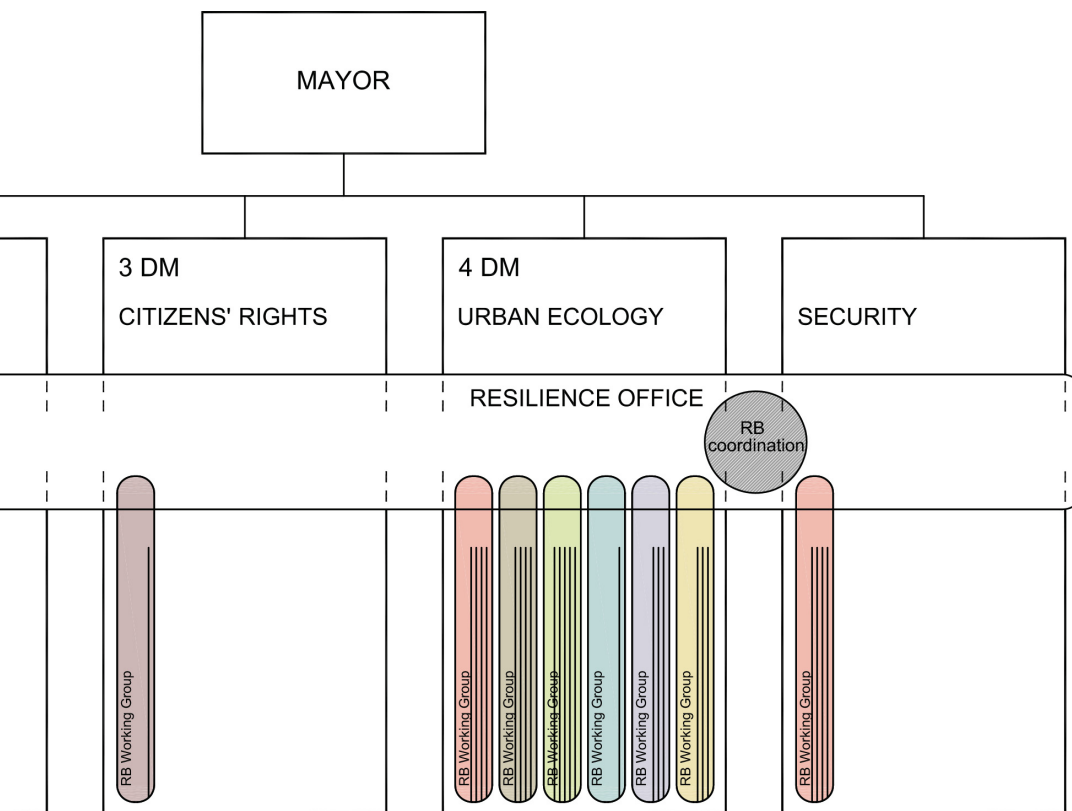 MAYOR
3 DM
CITIZENS' RIGHTS
4 DM
URBAN ECOLOGY
SECURITY
RESILIENCE OFFICE
RB
coordination
RB Working Group
RB Working Group
RB Working Group
RB Working Group
RB Working Group
RB Working Group
RB Working Group
RB Working Group